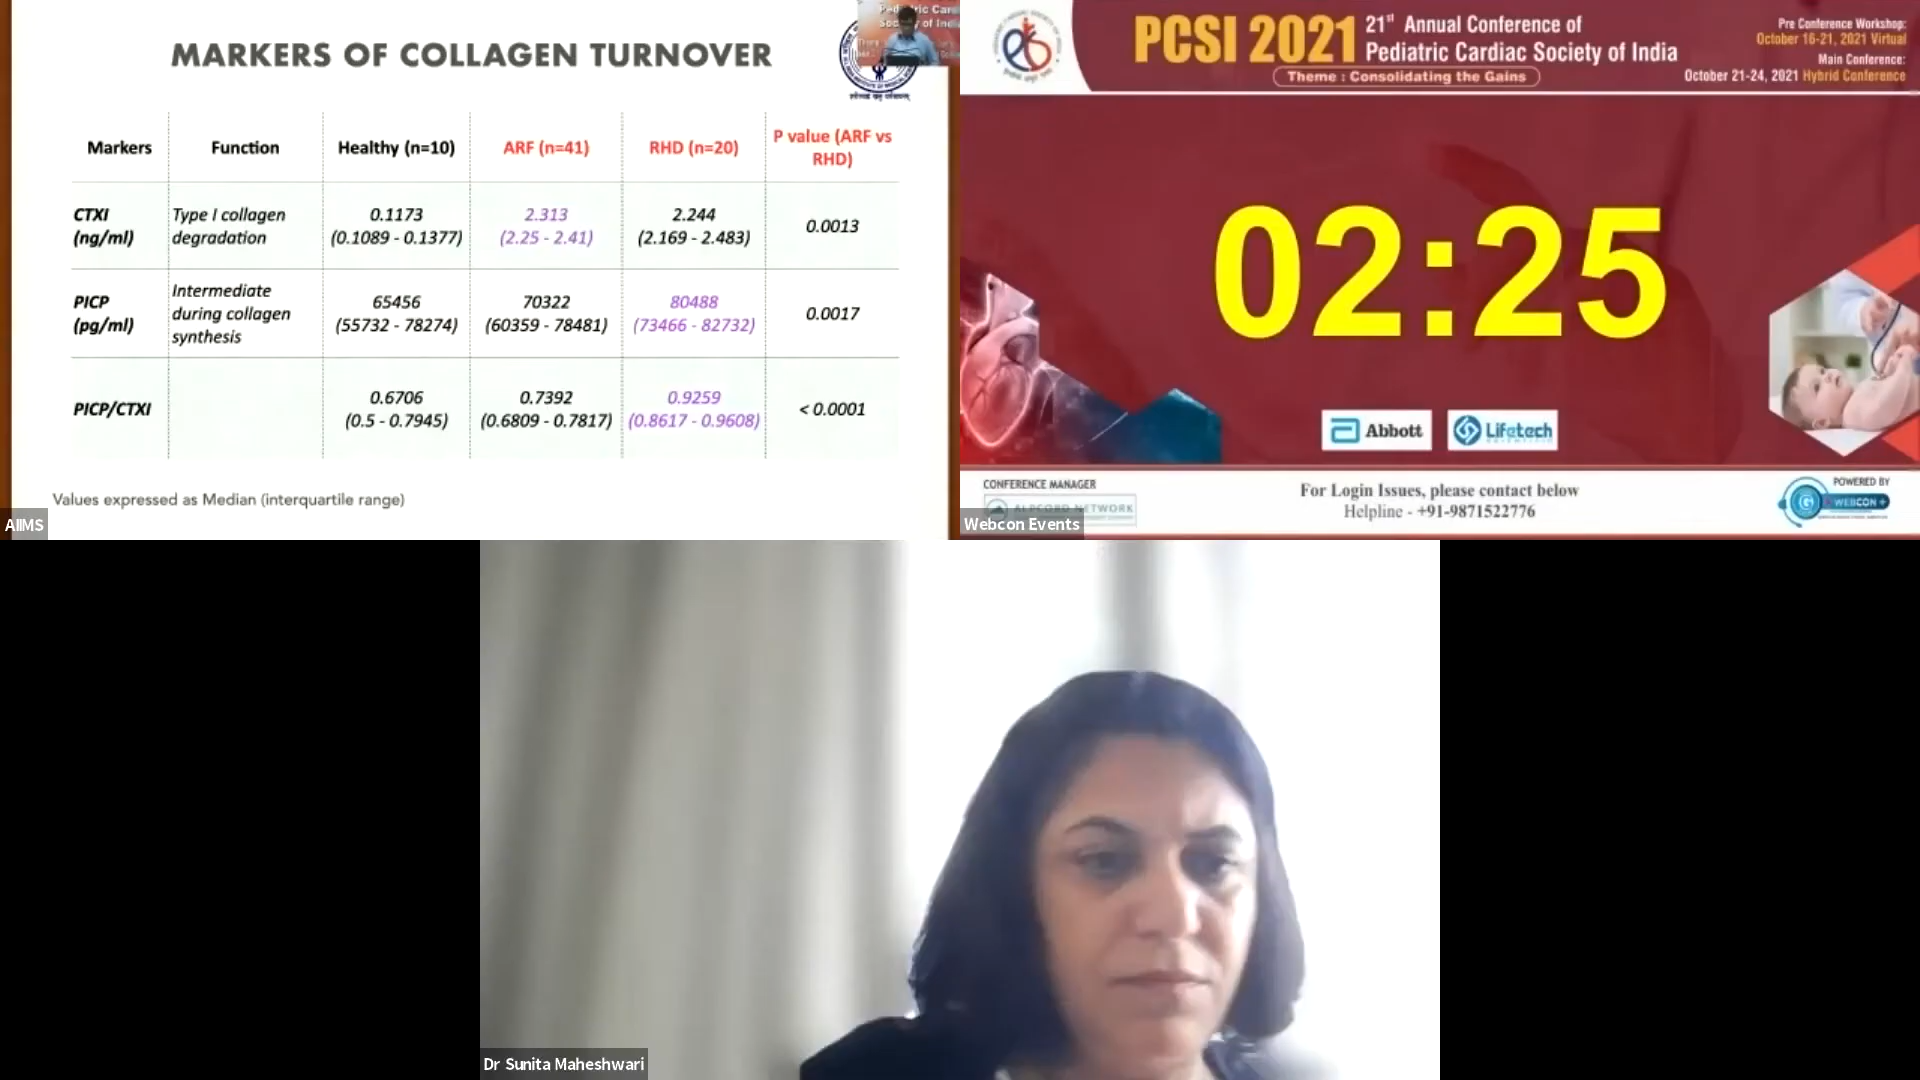 MARKERS OF COLLAGEN TURNOVER
Markers Function Healthy (n=10) ARF (n=41) RHD (n=20) P value (ARF vs RHD)
CTXI (ng/ml) Type I collagen degradation 0.1173 (0.1089 - 0.1377) 2.313 (2.25 - 2.41) 2.244 (2.169 - 2.483) 0.0013
PICP (pg/ml) Intermediate during collagen synthesis 65456 (55732 - 78274) 70322 (60359 - 78481) 80488 (73466 - 82732) 0.0017
PICP/CTXI 0.6706 (0.5 - 0.7945) 0.7392 (0.6809 - 0.7817) 0.9259 (0.8617 - 0.9608) < 0.0001
Values expressed as Median (interquartile range)
AIIMS
PCSI 2021
21st Annual Conference of
Pediatric Cardiac Society of India
Theme : Consolidating the Gains
Pre Conference Workshop:
October 16-21, 2021 Virtual
Main Conference:
October 21-24, 2021 Hybrid Conference
02:25
Abbott
Lifetech
CONFERENCE MANAGER
For Login Issues, please contact below
Helpline - +91-9871522776
POWERED BY
WEBCON +
Webcon Events
Dr Sunita Maheshwari